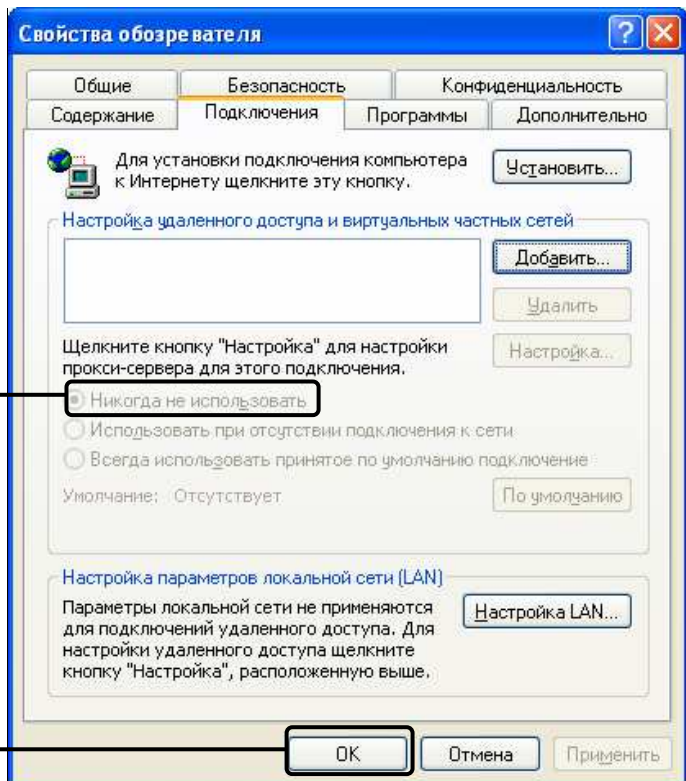 Свойства обозревателя
Общие Безопасность Конфиденциальность
Содержание Подключения Программы Дополнительно
Для установки подключения компьютера
к Интернету щелкните эту кнопку.
Установить...
Настройка удаленного доступа и виртуальных частных сетей
Добавить...
Удалить
Щелкните кнопку "Настройка" для настройки
прокси-сервера для этого подключения.
Настройка...
Никогда не использовать
Использовать при отсутствии подключения к сети
Всегда использовать принятое по умолчанию подключение
Умолчание: Отсутствует
По умолчанию
Настройка параметров локальной сети (LAN)
Параметры локальной сети не применяются
для подключений удаленного доступа. Для
настройки удаленного доступа щелкните
кнопку "Настройка", расположенную выше.
Настройка LAN...
OK Отмена Применить